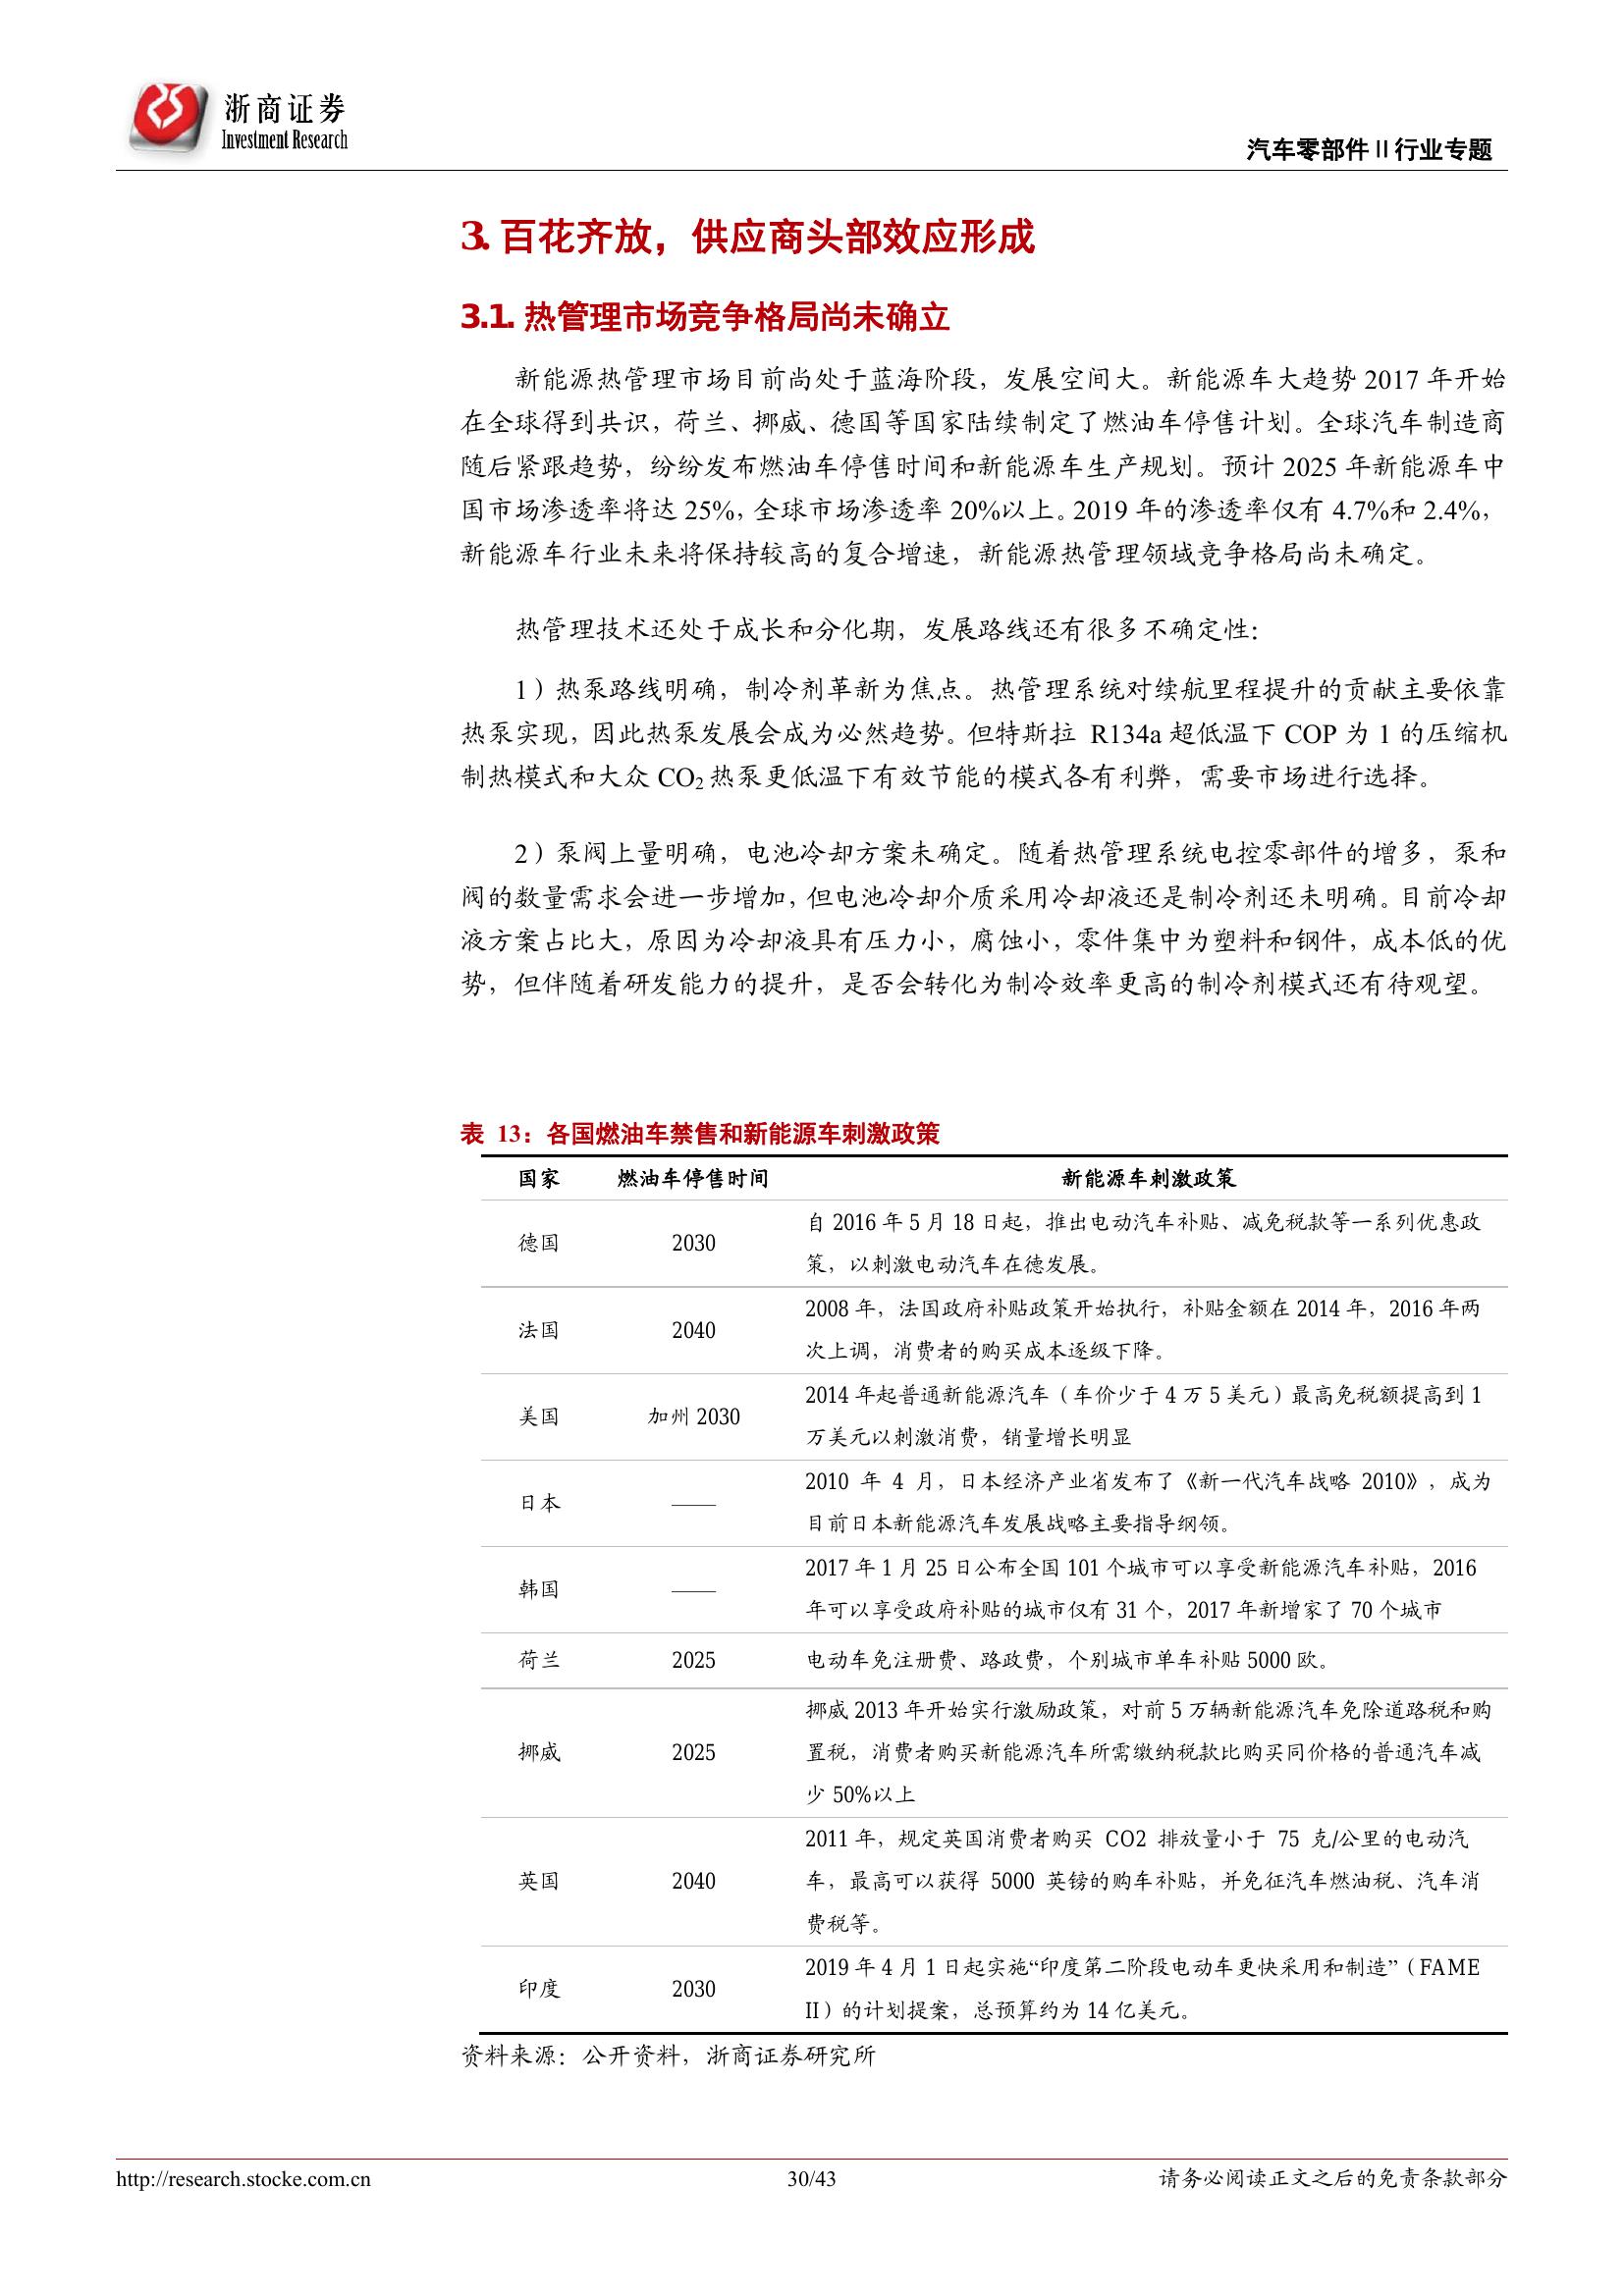 浙商证券
Investment Research
汽车零部件Ⅱ行业专题
3. 百花齐放，供应商头部效应形成
3.1. 热管理市场竞争格局尚未确立
新能源热管理市场目前尚处于蓝海阶段，发展空间大。新能源车大趋势 2017 年开始
在全球得到共识，荷兰、挪威、德国等国家陆续制定了燃油车停售计划。全球汽车制造商
随后紧跟趋势，纷纷发布燃油车停售时间和新能源车生产规划。预计 2025 年新能源车中
国市场渗透率将达 25%，全球市场渗透率 20%以上。2019 年的渗透率仅有 4.7%和 2.4%，
新能源车行业未来将保持较高的复合增速，新能源热管理领域竞争格局尚未确定。
热管理技术还处于成长和分化期，发展路线还有很多不确定性：
1）热泵路线明确，制冷剂革新为焦点。热管理系统对续航里程提升的贡献主要依靠
热泵实现，因此热泵发展会成为必然趋势。但特斯拉 R134a 超低温下 COP 为 1 的压缩机
制热模式和大众 CO₂ 热泵更低温下有效节能的模式各有利弊，需要市场进行选择。
2）泵阀上量明确，电池冷却方案未确定。随着热管理系统电控零部件的增多，泵和
阀的数量需求会进一步增加，但电池冷却介质采用冷却液还是制冷剂还未明确。目前冷却
液方案占比大，原因为冷却液具有压力小，腐蚀小，零件集中为塑料和钢件，成本低的优
势，但伴随着研发能力的提升，是否会转化为制冷效率更高的制冷剂模式还有待观望。
表 13：各国燃油车禁售和新能源车刺激政策
国家 燃油车停售时间 新能源车刺激政策
德国 2030 自 2016 年 5 月 18 日起，推出电动汽车补贴、减免税款等一系列优惠政
策，以刺激电动汽车在德发展。
法国 2040 2008 年，法国政府补贴政策开始执行，补贴金额在 2014 年，2016 年两
次上调，消费者的购买成本逐级下降。
美国 加州 2030 2014 年起普通新能源汽车（车价少于 4 万 5 美元）最高免税额提高到 1
万美元以刺激消费，销量增长明显
日本 —— 2010 年 4 月，日本经济产业省发布了《新一代汽车战略 2010》，成为
目前日本新能源汽车发展战略主要指导纲领。
韩国 —— 2017 年 1 月 25 日公布全国 101 个城市可以享受新能源汽车补贴，2016
年可以享受政府补贴的城市仅有 31 个，2017 年新增家了 70 个城市
荷兰 2025 电动车免注册费、路政费，个别城市单车补贴 5000 欧。
挪威 2025 挪威 2013 年开始实行激励政策，对前 5 万辆新能源汽车免除道路税和购
置税，消费者购买新能源汽车所需缴纳税款比购买同价格的普通汽车减
少 50%以上
英国 2040 2011 年，规定英国消费者购买 CO2 排放量小于 75 克/公里的电动汽
车，最高可以获得 5000 英镑的购车补贴，并免征汽车燃油税、汽车消
费税等。
印度 2030 2019 年 4 月 1 日起实施“印度第二阶段电动车更快采用和制造”（FAME
II）的计划提案，总预算约为 14 亿美元。
资料来源：公开资料，浙商证券研究所
http://research.stocke.com.cn 30/43 请务必阅读正文之后的免责条款部分